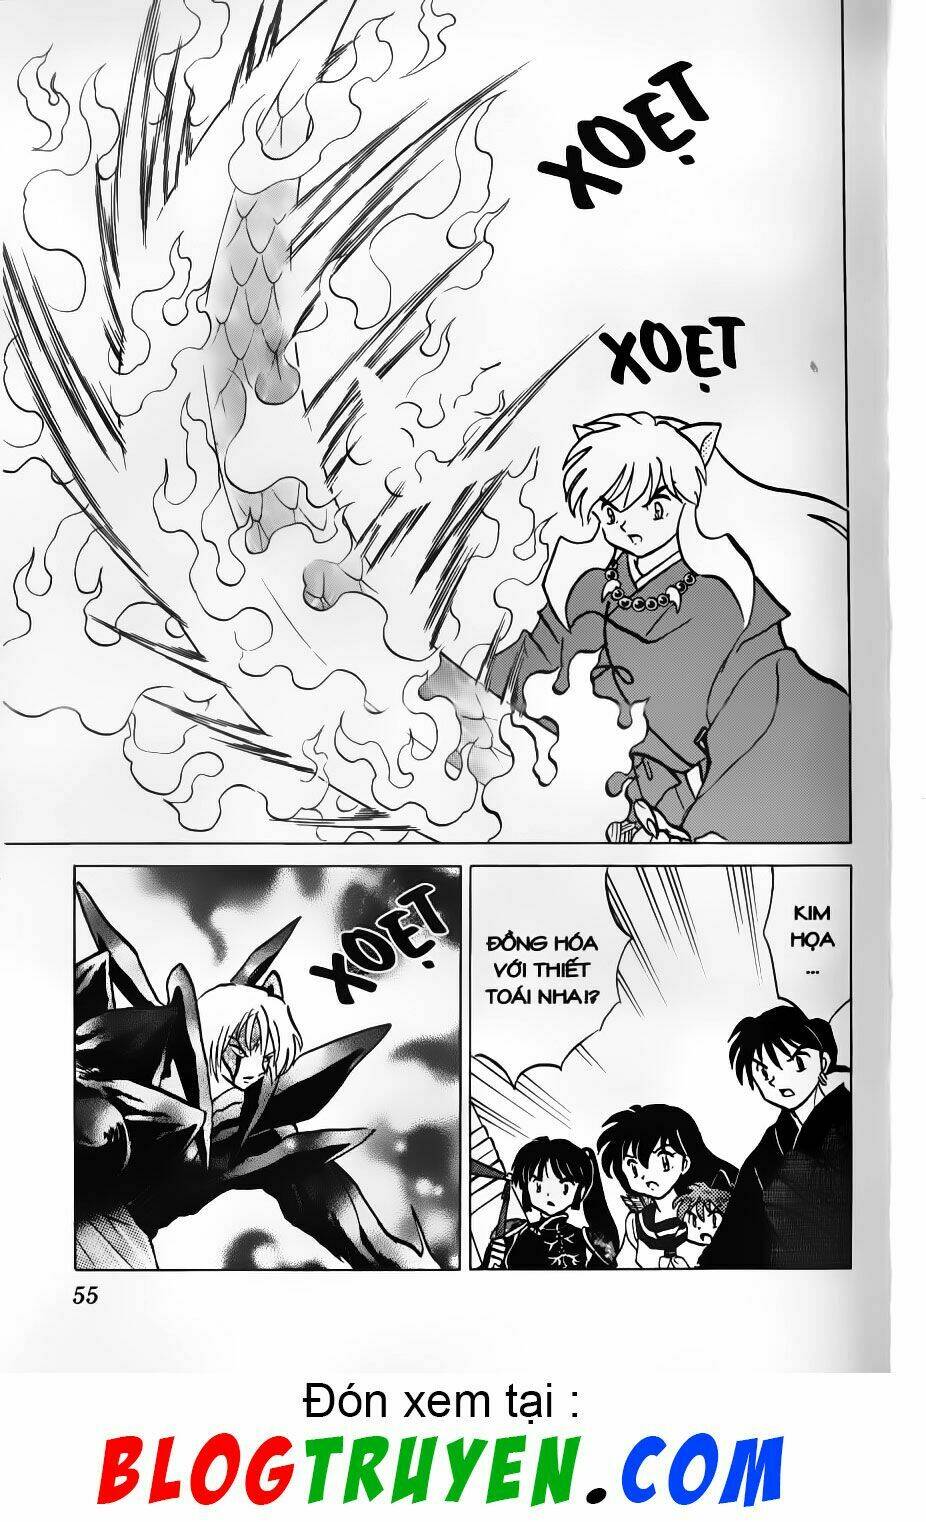 XOẸT
XOẸT
KIM
HỌA
...
ĐỒNG HÓA
VỚI THIẾT
TOÁI NHA!?
XOẸT
55
Đón xem tại :
BLOGTRUYEN.COM